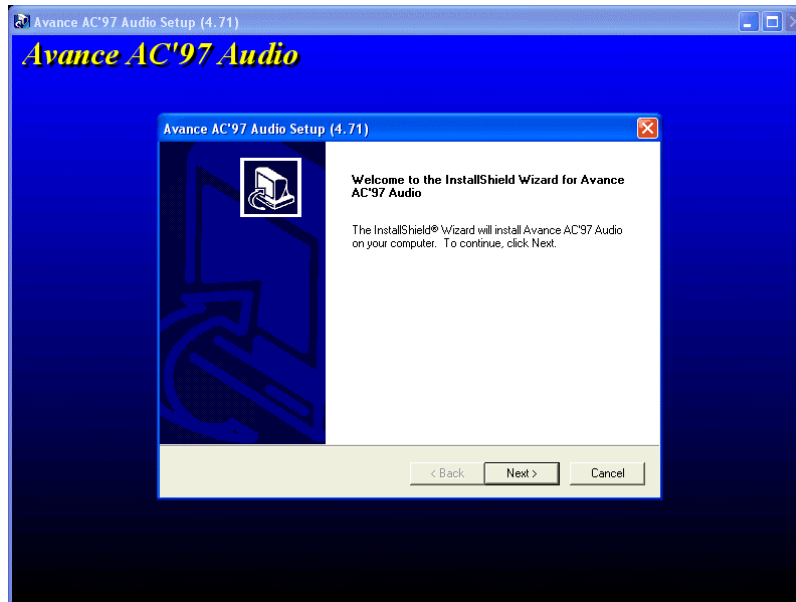 Avance AC'97 Audio Setup (4.71)
Avance AC'97 Audio
Avance AC'97 Audio Setup (4.71)
Welcome to the InstallShield Wizard for Avance
AC'97 Audio
The InstallShield® Wizard will install Avance AC'97 Audio
on your computer. To continue, click Next.
< Back
Next >
Cancel